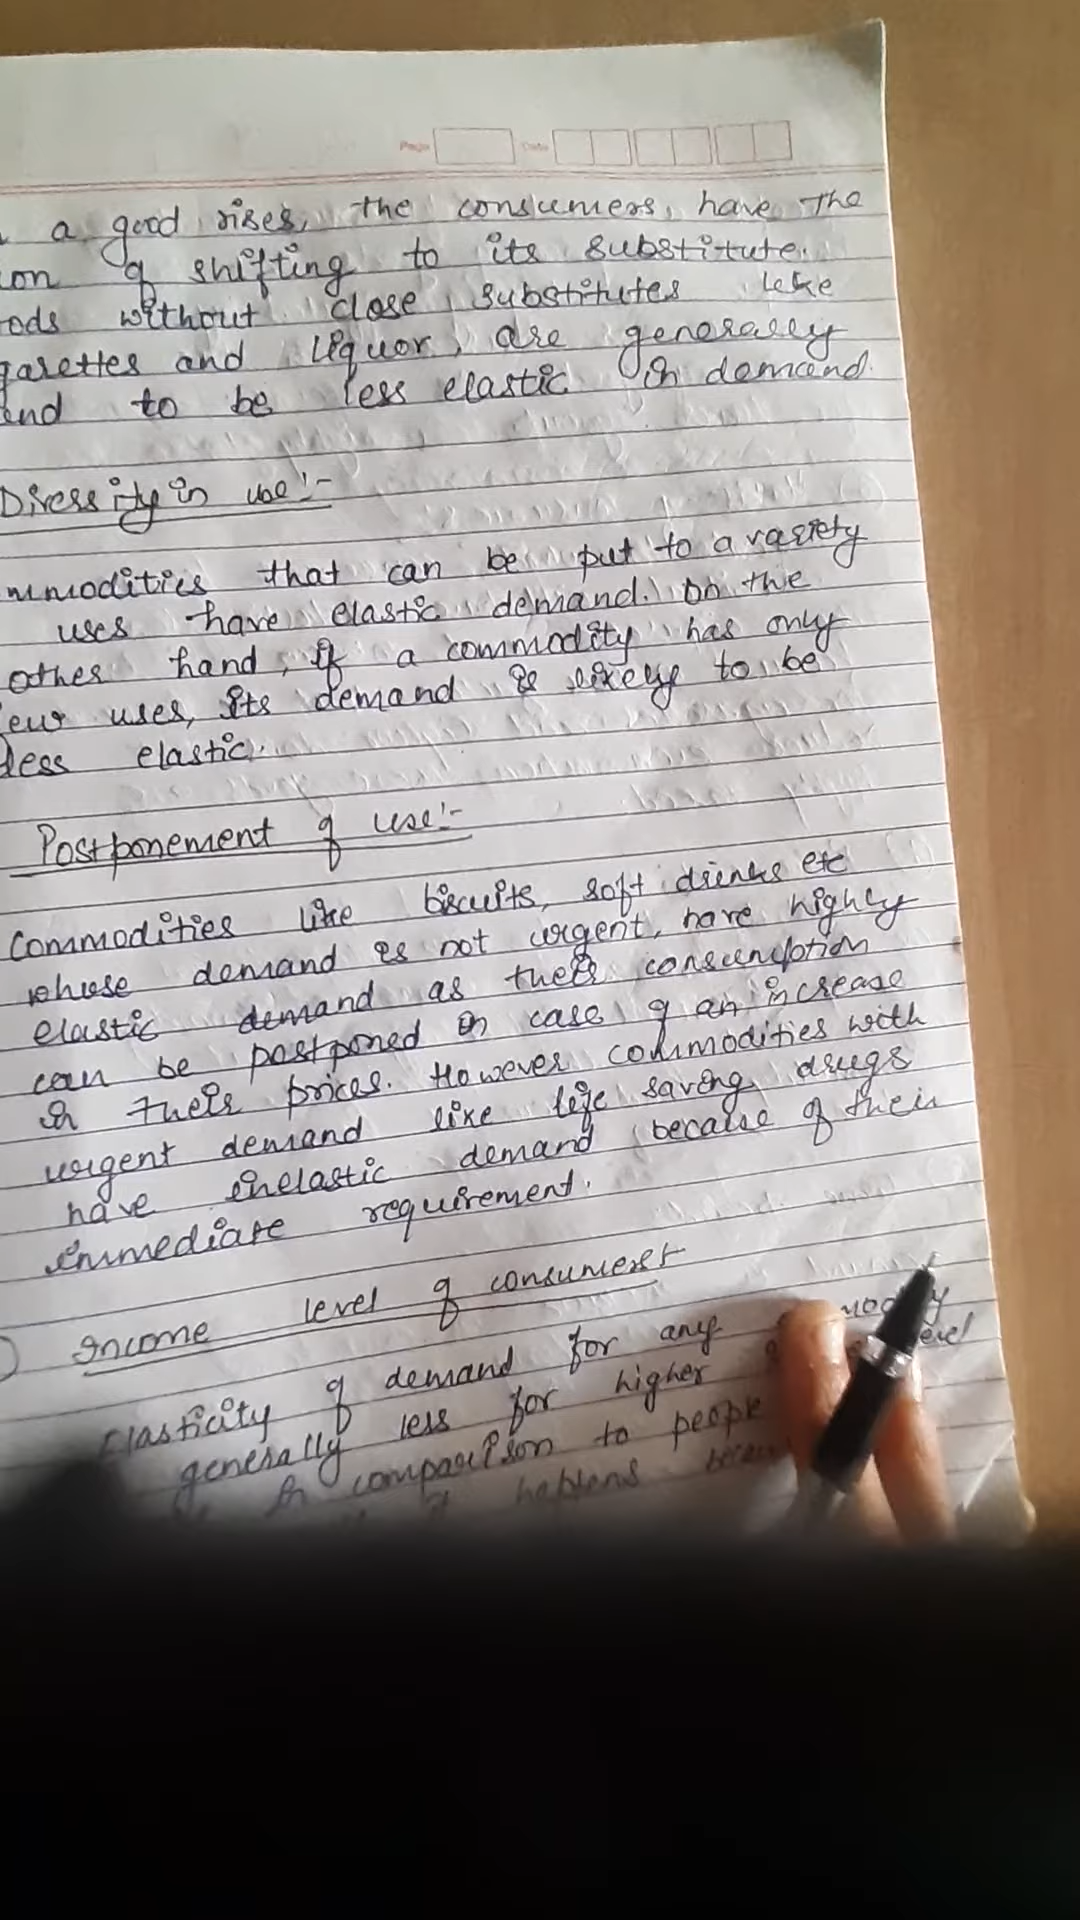 Page Date
a good rises, the consumers, have the
of shifting to its substitute.
without close substitutes like
and liquor, are generally
to be less elastic in demand.
Diversity in use :-
that can be put to a variety
uses have elastic demand. On the
other hand, if a commodity has only
uses, its demand is likely to be
less elastic.
Postponement of use :-
Commodities like biscuits, soft drinks etc
whose demand is not urgent, have highly
elastic demand as their consumption
can be postponed in case of an increase
in their prices. However commodities with
urgent demand like life saving drugs
have inelastic demand because of their
immediate requirement.
Income level of consumers
Elasticity of demand for any
generally less for higher
in comparison to people
happens